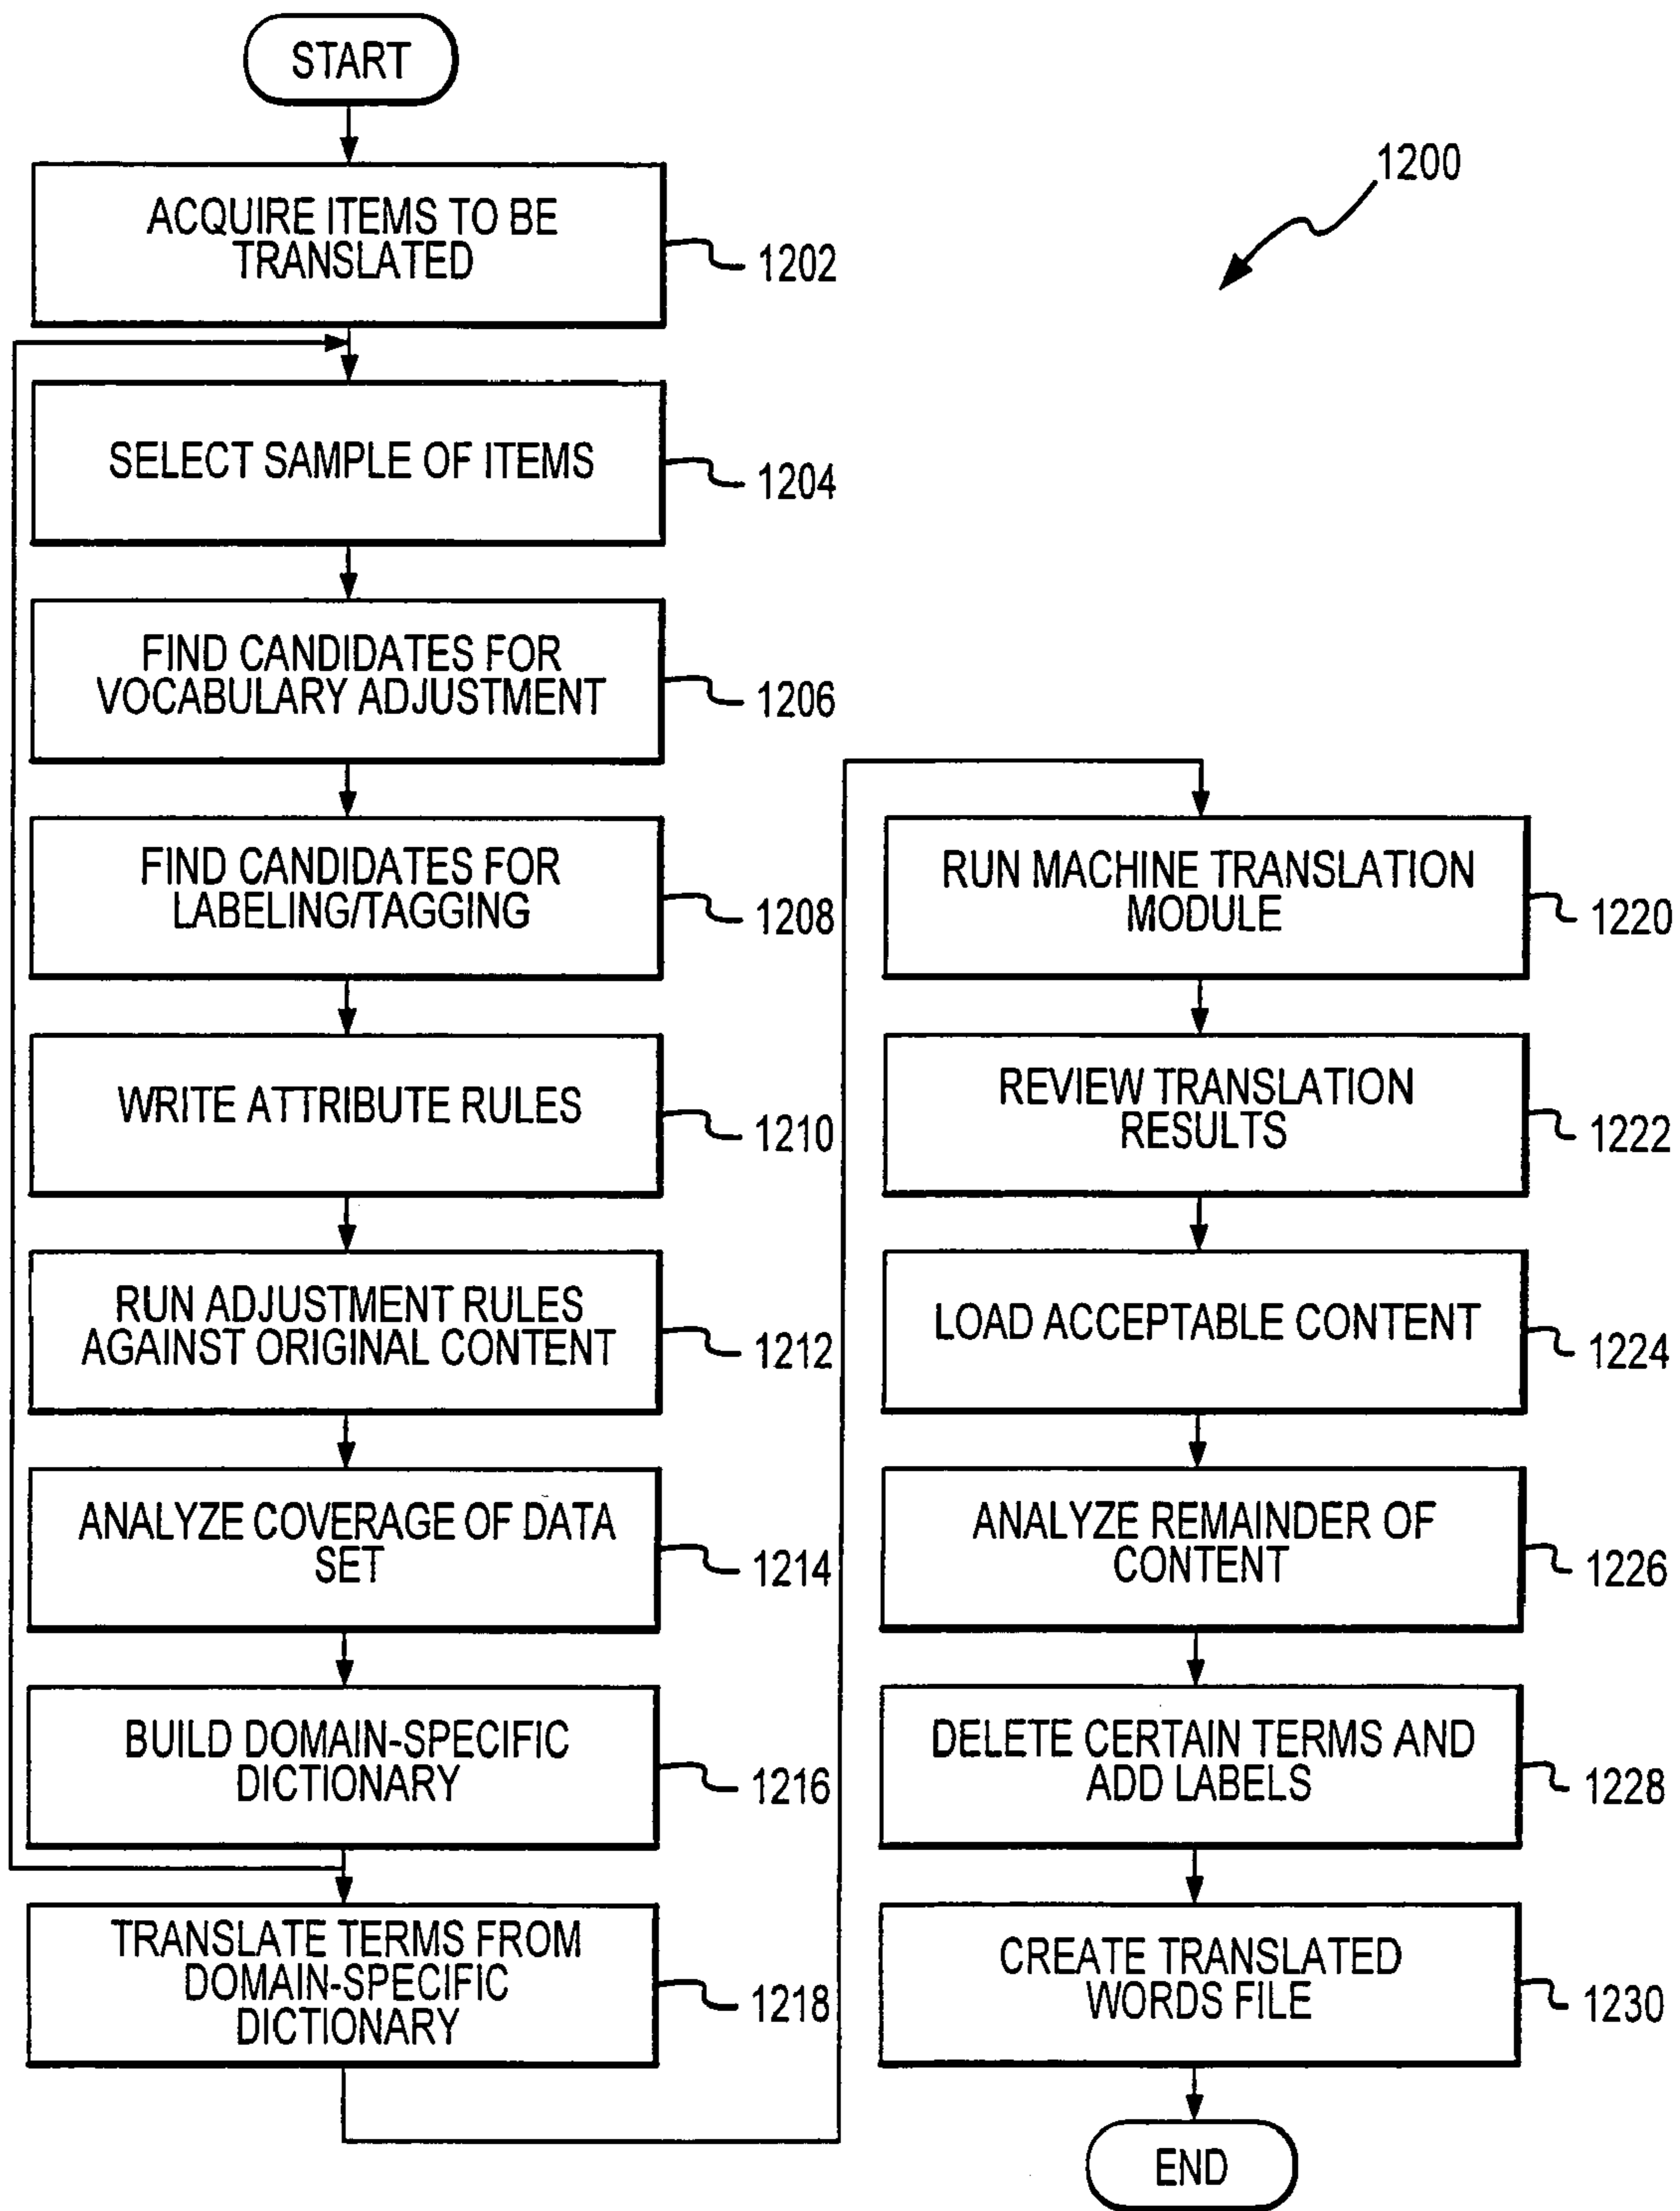 START
ACQUIRE ITEMS TO BE
TRANSLATED
1202
SELECT SAMPLE OF ITEMS
1204
FIND CANDIDATES FOR
VOCABULARY ADJUSTMENT
1206
FIND CANDIDATES FOR
LABELING/TAGGING
1208
WRITE ATTRIBUTE RULES
1210
RUN ADJUSTMENT RULES
AGAINST ORIGINAL CONTENT
1212
ANALYZE COVERAGE OF DATA
SET
1214
BUILD DOMAIN-SPECIFIC
DICTIONARY
1216
TRANSLATE TERMS FROM
DOMAIN-SPECIFIC
DICTIONARY
1218
1200
RUN MACHINE TRANSLATION
MODULE
1220
REVIEW TRANSLATION
RESULTS
1222
LOAD ACCEPTABLE CONTENT
1224
ANALYZE REMAINDER OF
CONTENT
1226
DELETE CERTAIN TERMS AND
ADD LABELS
1228
CREATE TRANSLATED
WORDS FILE
1230
END